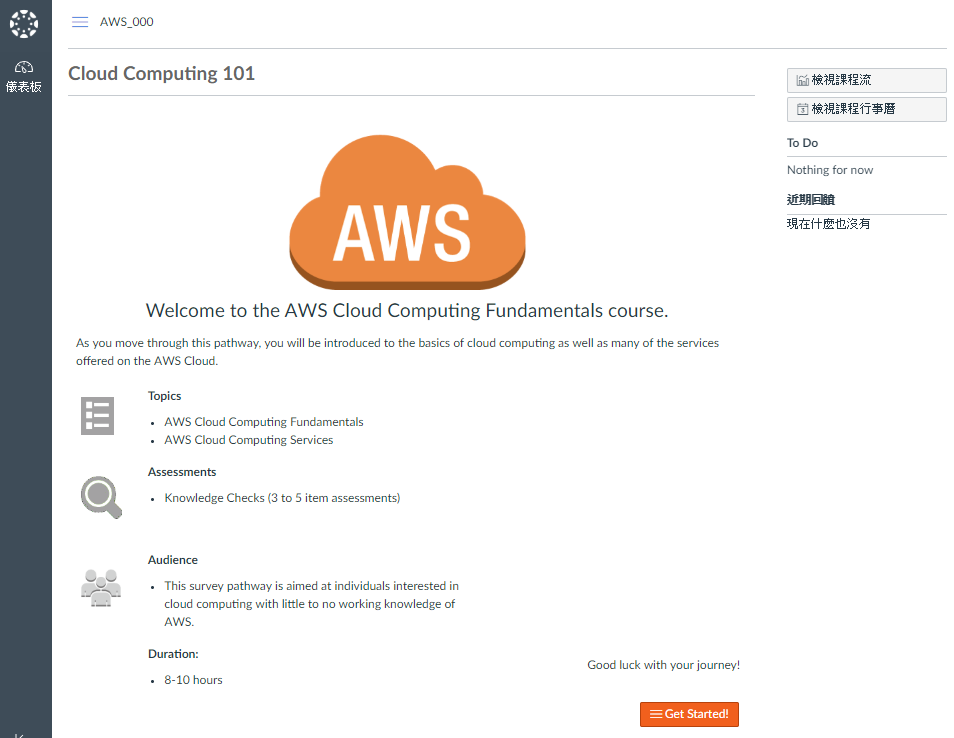 AWS_000
儀表板
Cloud Computing 101
AWS
Welcome to the AWS Cloud Computing Fundamentals course.
As you move through this pathway, you will be introduced to the basics of cloud computing as well as many of the services
offered on the AWS Cloud.
Topics
AWS Cloud Computing Fundamentals
AWS Cloud Computing Services
Assessments
Knowledge Checks (3 to 5 item assessments)
Audience
This survey pathway is aimed at individuals interested in
cloud computing with little to no working knowledge of
AWS.
Duration:
8-10 hours
Good luck with your journey!
Get Started!
檢視課程流
檢視課程行事曆
To Do
Nothing for now
近期回饋
現在什麼也沒有